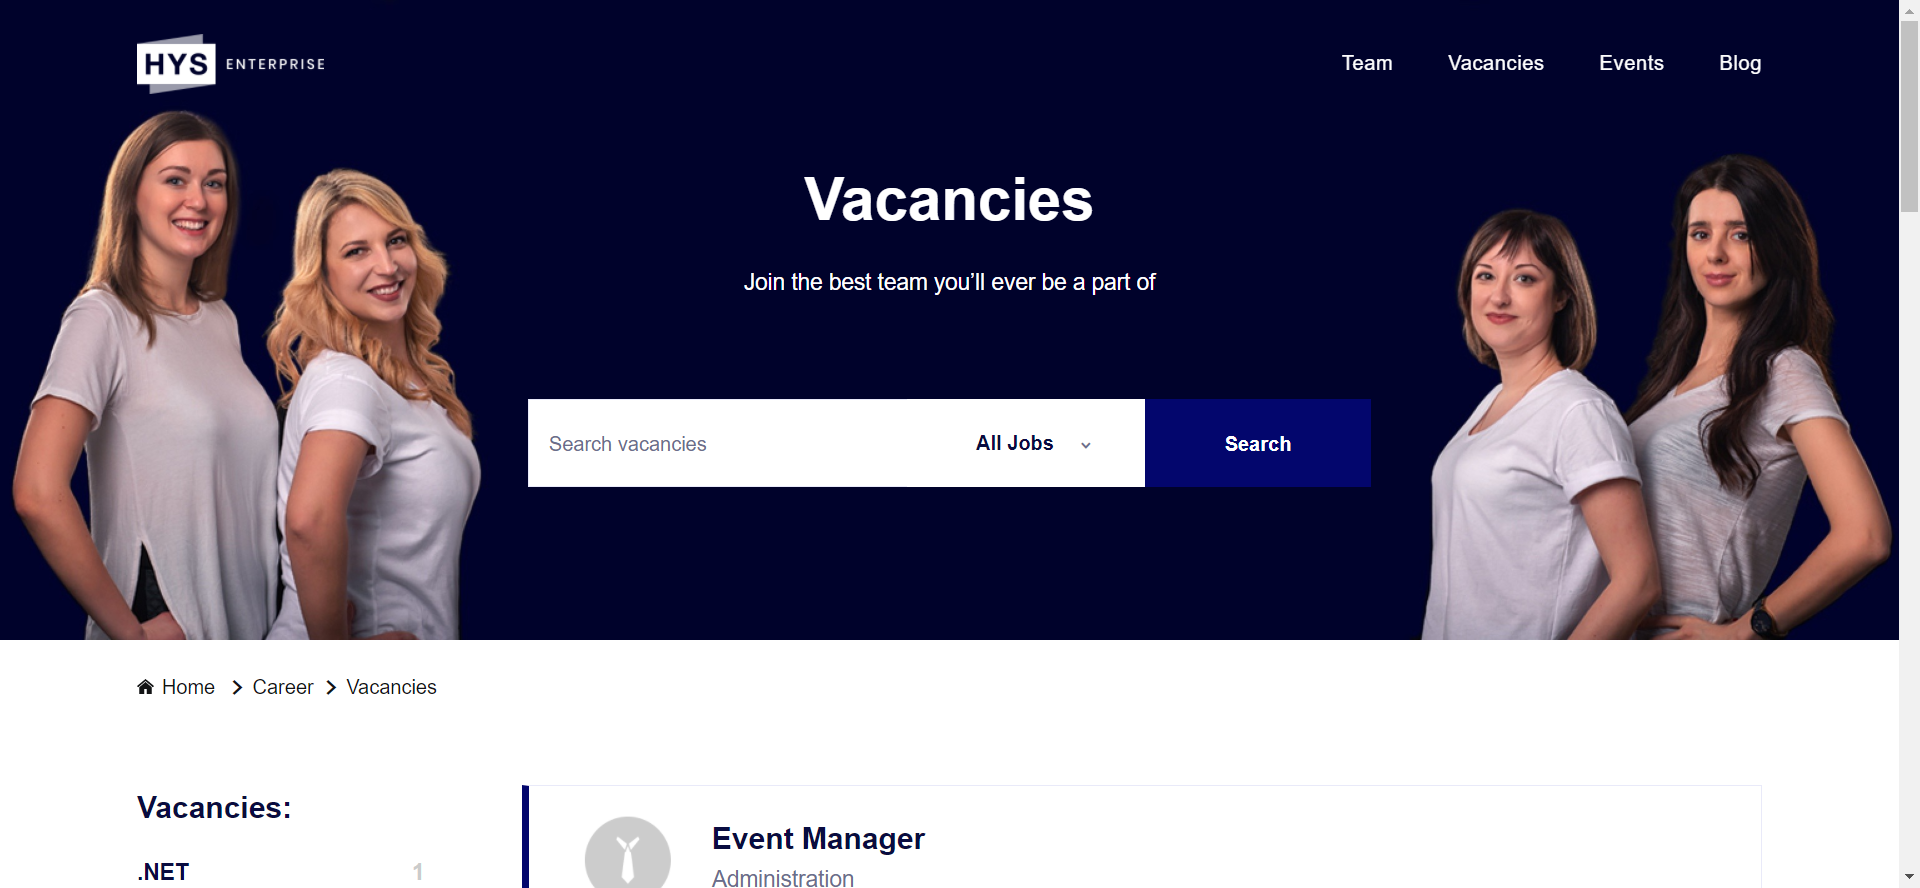 HYS ENTERPRISE
Team Vacancies Events Blog
Vacancies
Join the best team you’ll ever be a part of
Search vacancies All Jobs Search
Home Career Vacancies
Vacancies:
.NET 1
Event Manager
Administration